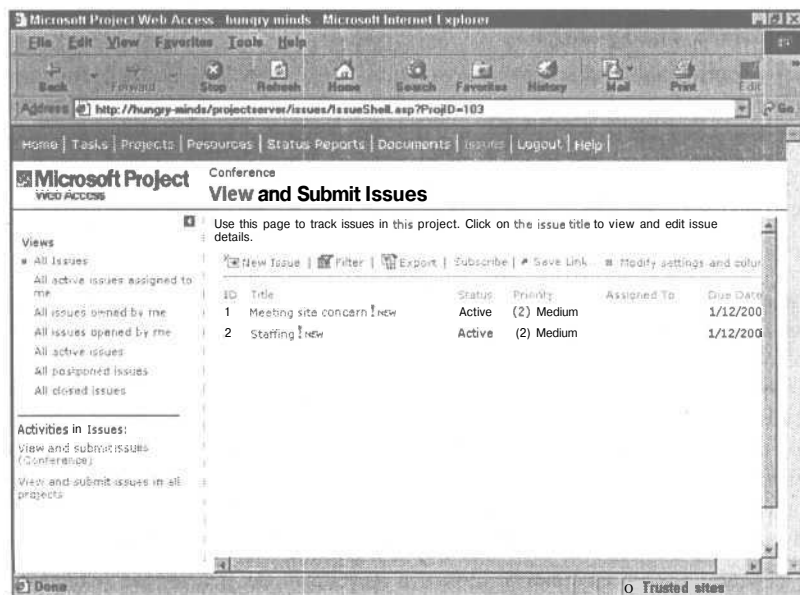 Microsoft Project Web Access - hungry minds - Microsoft Internet Explorer
File Edit View Favorites Tools Help
Back Forward Stop Refresh Home Search Favorites History Mail Print Edit
Address http://hungry-minds/projectserver/issues/IssueShell.asp?ProjID=103 Go
Home | Tasks | Projects | Resources | Status Reports | Documents | Issues | Logout | Help |
Microsoft Project
Web Access
Conference
View and Submit Issues
Use this page to track issues in this project. Click on the issue title to view and edit issue
details.
New Issue | Filter | Export | Subscribe | Save Link Modify settings and colu
ID Title Status Priority Assigned To Due Date
1 Meeting site concern ! NEW Active (2) Medium 1/12/200
2 Staffing ! NEW Active (2) Medium 1/12/200
Views
All Issues
All active issues assigned to
me
All issues owned by me
All issues opened by me
All active issues
All postponed issues
All closed issues
Activities in Issues:
View and submit issues
(Conference)
View and submit issues in all
projects
Done Trusted sites